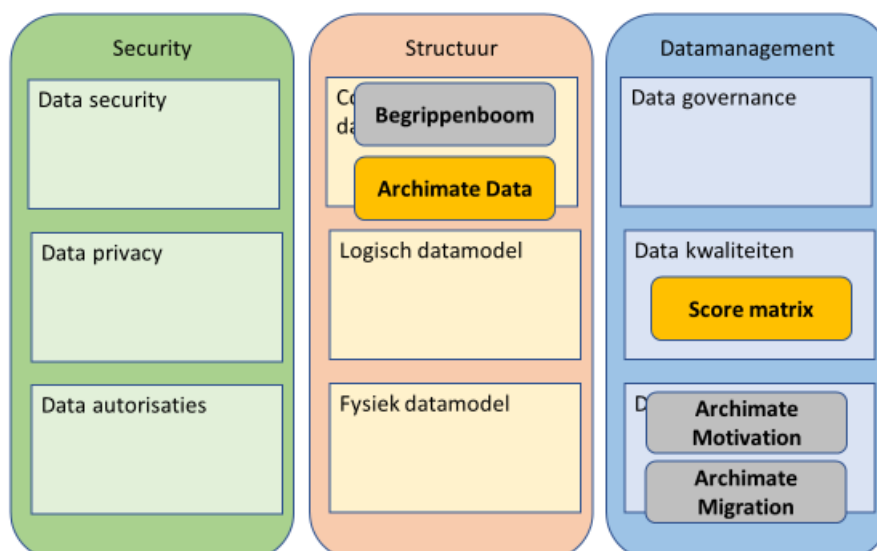 Security
Data security
Data privacy
Data autorisaties
Structuur
Begrippenboom
Archimate Data
Logisch datamodel
Fysiek datamodel
Datamanagement
Data governance
Data kwaliteiten
Score matrix
Archimate
Motivation
Archimate
Migration